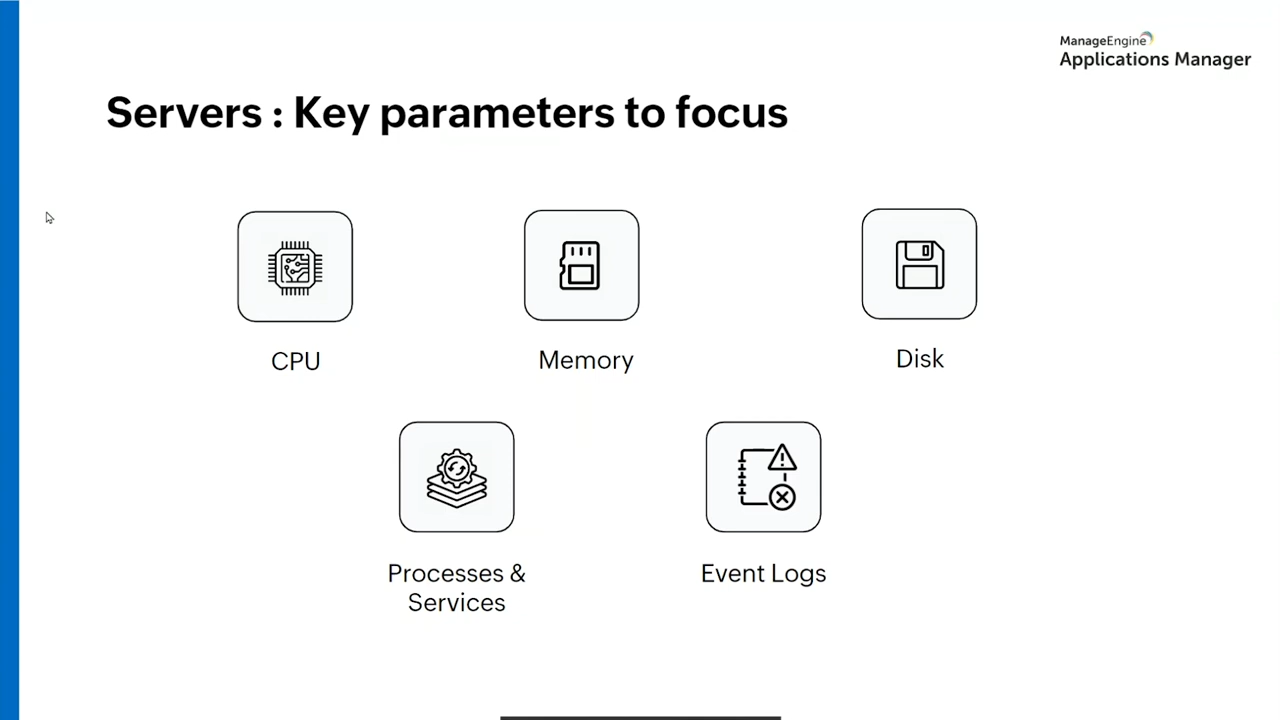 ManageEngine
Applications Manager
Servers : Key parameters to focus
CPU
Memory
Disk
Processes &
Services
Event Logs